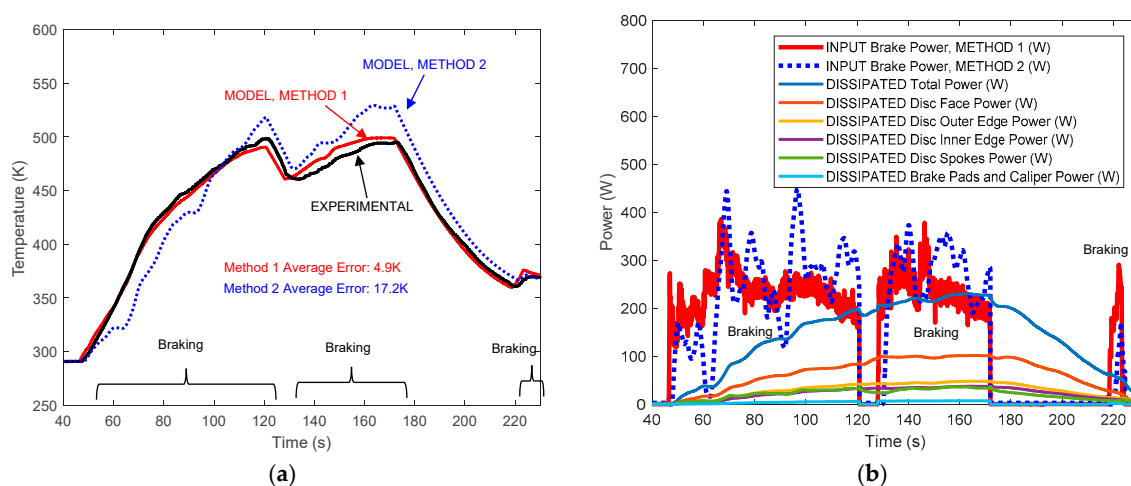 600
550
500
450
400
350
300
250
Temperature (K)
MODEL, METHOD 2
MODEL, METHOD 1
EXPERIMENTAL
Method 1 Average Error: 4.9K
Method 2 Average Error: 17.2K
Braking
Braking
Braking
40 60 80 100 120 140 160 180 200 220
Time (s)
(a)
800
700
600
500
400
300
200
100
0
Power (W)
INPUT Brake Power, METHOD 1 (W)
INPUT Brake Power, METHOD 2 (W)
DISSIPATED Total Power (W)
DISSIPATED Disc Face Power (W)
DISSIPATED Disc Outer Edge Power (W)
DISSIPATED Disc Inner Edge Power (W)
DISSIPATED Disc Spokes Power (W)
DISSIPATED Brake Pads and Caliper Power (W)
Braking
Braking
Braking
40 60 80 100 120 140 160 180 200 220
Time (s)
(b)